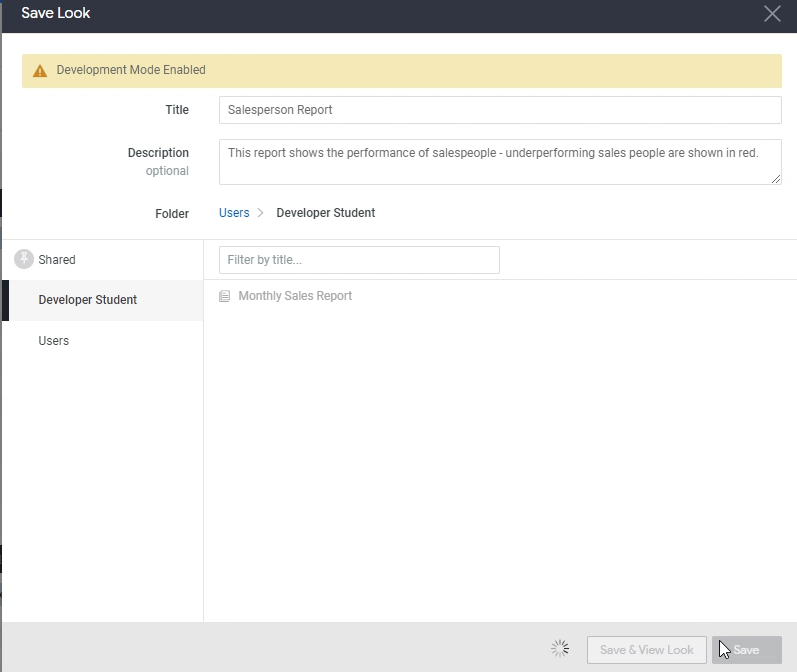 Save Look
Development Mode Enabled
Title
Salesperson Report
Description
optional
This report shows the performance of salespeople - underperforming sales people are shown in red.
Folder
Users
Developer Student
Shared
Developer Student
Users
Filter by title...
Monthly Sales Report
Save & View Look
Save